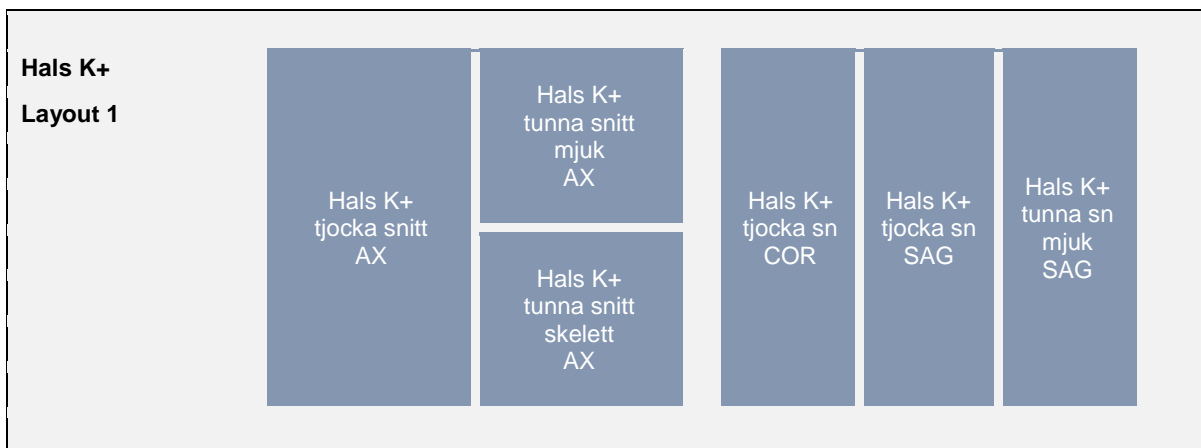 Hals K+
Layout 1
Hals K+
tjocka snitt
AX
Hals K+
tunna snitt
mjuk
AX
Hals K+
tunna snitt
skelett
AX
Hals K+
tjocka sn
COR
Hals K+
tjocka sn
SAG
Hals K+
tunna sn
mjuk
SAG